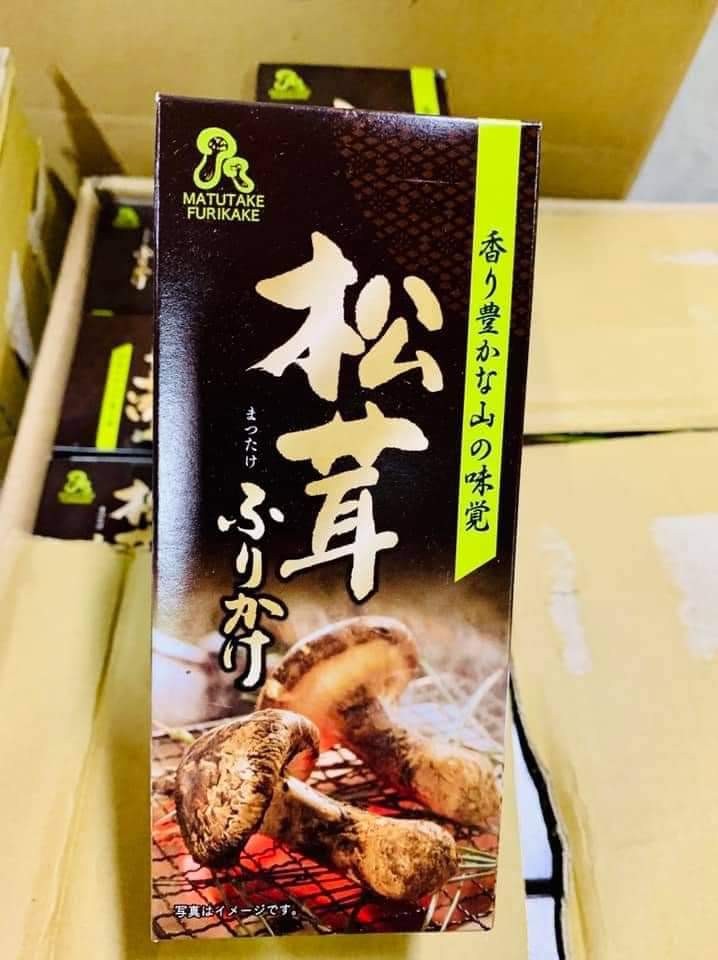 MATUTAKE
FURIKAKE
香り豊かな山の味覚
松茸
まつたけ
ふりかけ
写真はイメージです。